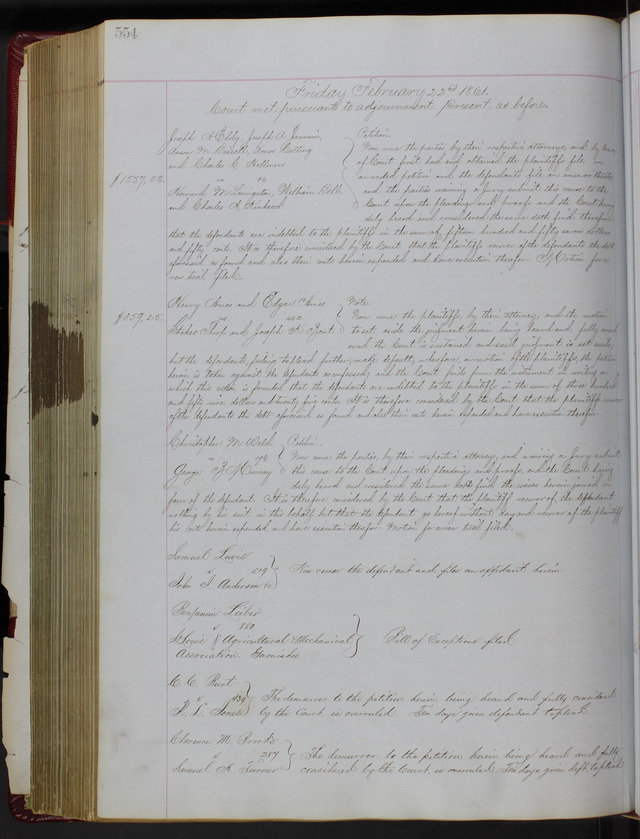 554
Friday February 22nd 1861.
Court met pursuant to adjournment. Present as before.
Joseph A Eddy, Joseph A
and Charles C
vs
Petition.
Now come the parties, by their respective attorneys, and by leave
of Court first had and obtained the plaintiffs file an
amended petition and the defendants file an answer thereto
and the parties waiving a jury submit this cause to the
Court upon the pleadings and proofs and the Court having
duly heard and considered the same doth find therefrom
$1557.50.
Howard M Livingston, William Bell
and Charles A Kinchead
that the defendants are indebted to the plaintiffs in the sum of fifteen hundred and fifty seven dollars
and fifty cents. It is therefore considered by the Court that the plaintiffs recover of the defendants the debt
aforesaid as found and also their costs herein expended and have execution therefor. Motion for a
new trial filed.
Henry Ames and Edgar Ames
vs
$359.25.
Note.
Now come the plaintiffs, by their attorney, and the motion
to set aside the judgment herein being heard and fully consid
ered the Court is sustained and said judgment is set aside,
but the defendants failing to plead further make default, wherefore, on motion of the plaintiffs, the petition
herein is taken against the defendants as confessed; and the Court finds from the instrument in writing on
which this action is founded that the defendants are indebted to the plaintiffs in the sum of three hundred
and fifty nine dollars and twenty five cents. It is therefore considered by the Court that the plaintiffs recover
of the defendants the debt aforesaid as found and also their costs herein expended and have execution therefor.
Christopher M
vs
George F Murray
Petition.
Now come the parties by their respective attorneys, and waiving a jury submit
this cause to the Court upon the pleadings and proofs, and the Court having
duly heard and considered the same doth find the issues herein joined in
favor of the defendant. It is therefore considered by the Court that the plaintiff recover of the defendant
nothing by his suit in this behalf but that the defendant go hereof without day and recover of the plaintiff
his costs herein expended and have execution therefor. Motion for a new trial filed.
Samuel Lewis
vs 519
John J Anderson &c
Now comes the defendant and files an affidavit herein
Benjamin
vs 850
St Louis Agricultural & Mechanical
Association. Garnishee
Bill of Exceptions filed
C C Burt
vs
Jones
The demurrer to the petition herein being heard and fully considered
by the Court is overruled. Ten days given defendant to plead.
Clarence M. Brooks
vs 287
Samuel K Turner
The demurrer to the petition herein being heard and fully
considered by the Court, is overruled. Ten days given deft. to plead